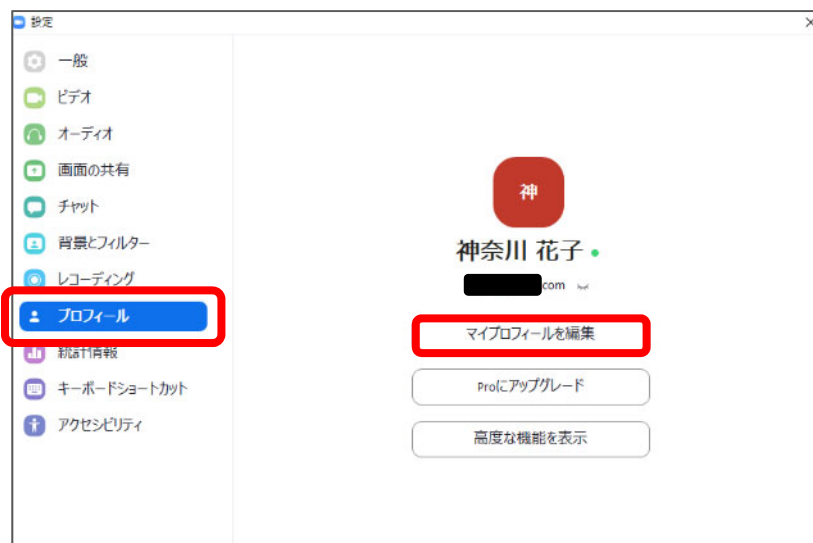 設定
一般
ビデオ
オーディオ
画面の共有
チャット
背景とフィルター
レコーディング
プロフィール
統計情報
キーボードショートカット
アクセシビリティ
神
神奈川 花子
com
マイプロフィールを編集
Proにアップグレード
高度な機能を表示